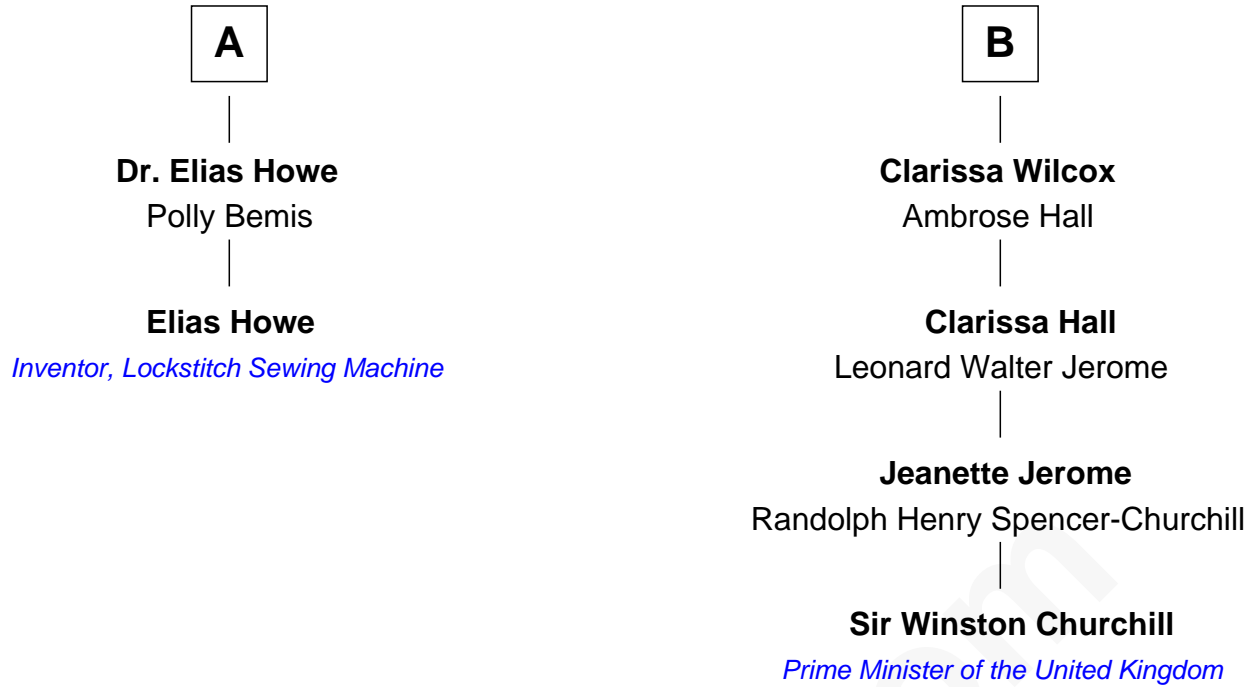 A
Dr. Elias Howe
Polly Bemis
Elias Howe
Inventor, Lockstitch Sewing Machine
B
Clarissa Wilcox
Ambrose Hall
Clarissa Hall
Leonard Walter Jerome
Jeanette Jerome
Randolph Henry Spencer-Churchill
Sir Winston Churchill
Prime Minister of the United Kingdom